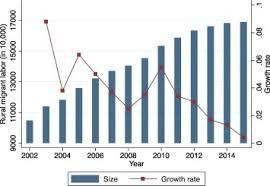 Rural migrant labor (in 10,000)
17000
15000
13000
11000
9000
.1
.08
.06
.04
.02
0
Growth rate
2002 2004 2006 2008 2010 2012 2014
Year
Size Growth rate